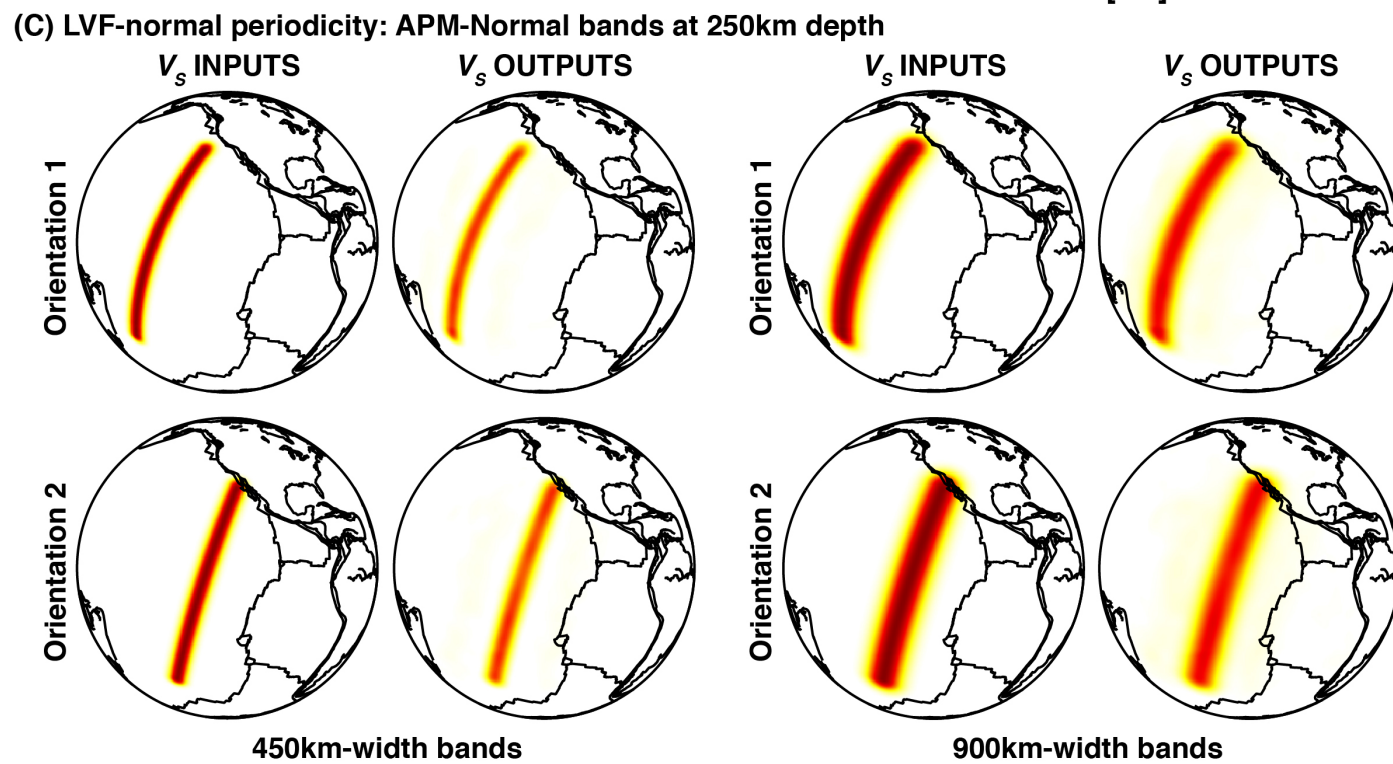 (C) LVF-normal periodicity: APM-Normal bands at 250km depth
VS INPUTS
VS OUTPUTS
VS INPUTS
VS OUTPUTS
Orientation 1
Orientation 1
Orientation 2
Orientation 2
450km-width bands
900km-width bands